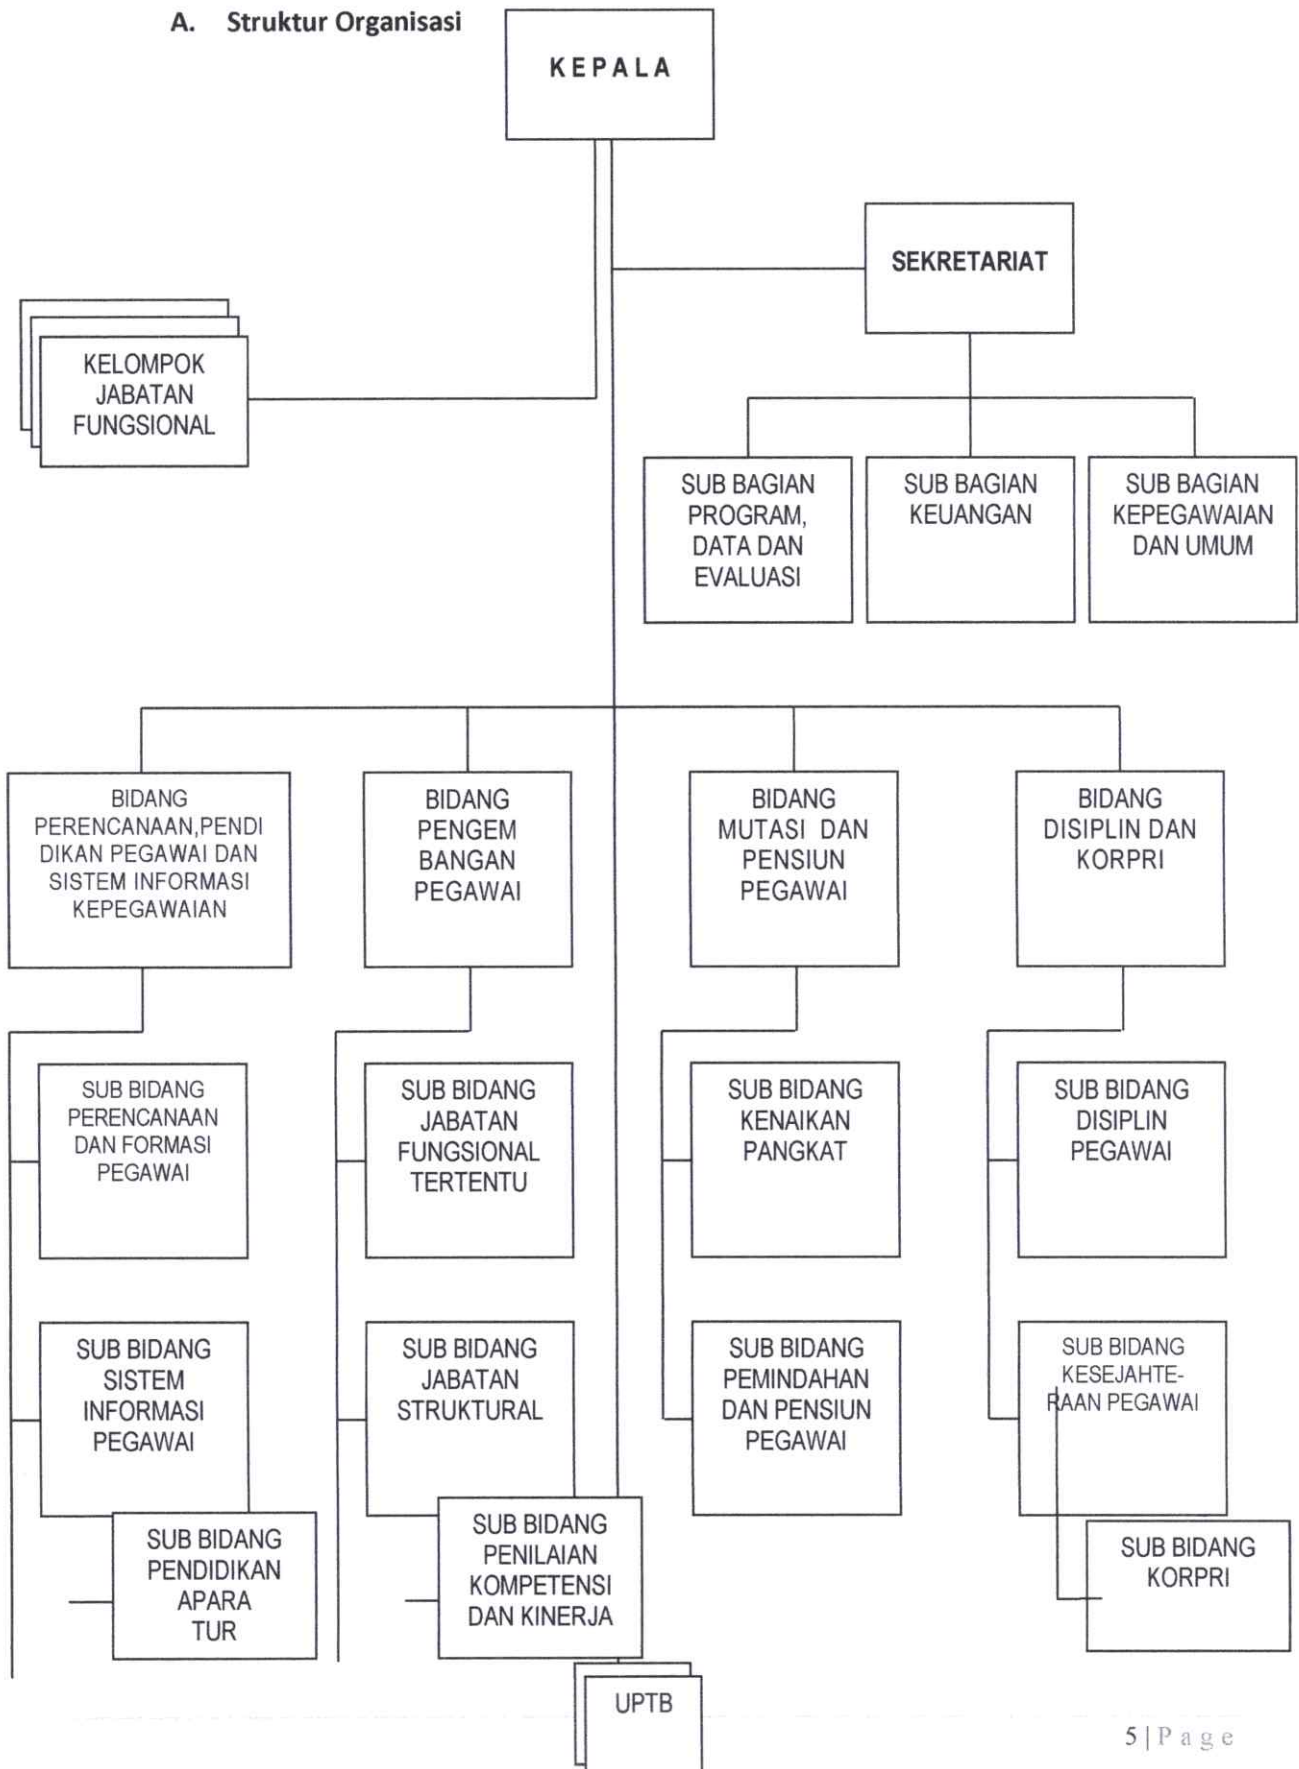 A. Struktur Organisasi
KEPALA
SEKRETARIAT
KELOMPOK
JABATAN
FUNGSIONAL
SUB BAGIAN
PROGRAM,
DATA DAN
EVALUASI
SUB BAGIAN
KEUANGAN
SUB BAGIAN
KEPEGAWAIAN
DAN UMUM
BIDANG
PERENCANAAN,PENDI
DIKAN PEGAWAI DAN
SISTEM INFORMASI
KEPEGAWAIAN
BIDANG
PENGEM
BANGAN
PEGAWAI
BIDANG
MUTASI DAN
PENSIUN
PEGAWAI
BIDANG
DISIPLIN DAN
KORPRI
SUB BIDANG
PERENCANAAN
DAN FORMASI
PEGAWAI
SUB BIDANG
JABATAN
FUNGSIONAL
TERTENTU
SUB BIDANG
KENAIKAN
PANGKAT
SUB BIDANG
DISIPLIN
PEGAWAI
SUB BIDANG
SISTEM
INFORMASI
PEGAWAI
SUB BIDANG
JABATAN
STRUKTURAL
SUB BIDANG
PEMINDAHAN
DAN PENSIUN
PEGAWAI
SUB BIDANG
KESEJAHTE-
RAAN PEGAWAI
SUB BIDANG
PENDIDIKAN
APARA
TUR
SUB BIDANG
PENILAIAN
KOMPETENSI
DAN KINERJA
SUB BIDANG
KORPRI
UPTB
5 | Page